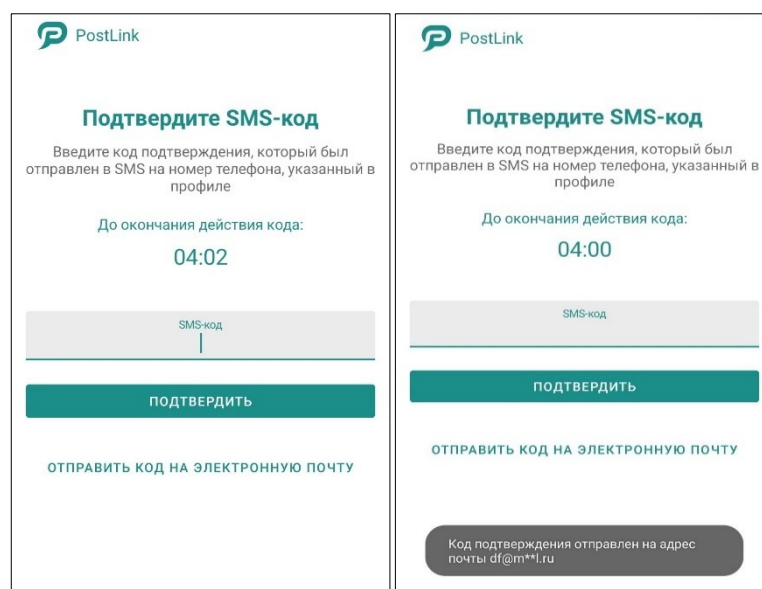 PostLink
Подтвердите SMS-код
Введите код подтверждения, который был
отправлен в SMS на номер телефона, указанный в
профиле
До окончания действия кода:
04:02
SMS-код
ПОДТВЕРДИТЬ
ОТПРАВИТЬ КОД НА ЭЛЕКТРОННУЮ ПОЧТУ
PostLink
Подтвердите SMS-код
Введите код подтверждения, который был
отправлен в SMS на номер телефона, указанный в
профиле
До окончания действия кода:
04:00
SMS-код
ПОДТВЕРДИТЬ
ОТПРАВИТЬ КОД НА ЭЛЕКТРОННУЮ ПОЧТУ
Код подтверждения отправлен на адрес
почты df@m**l.ru